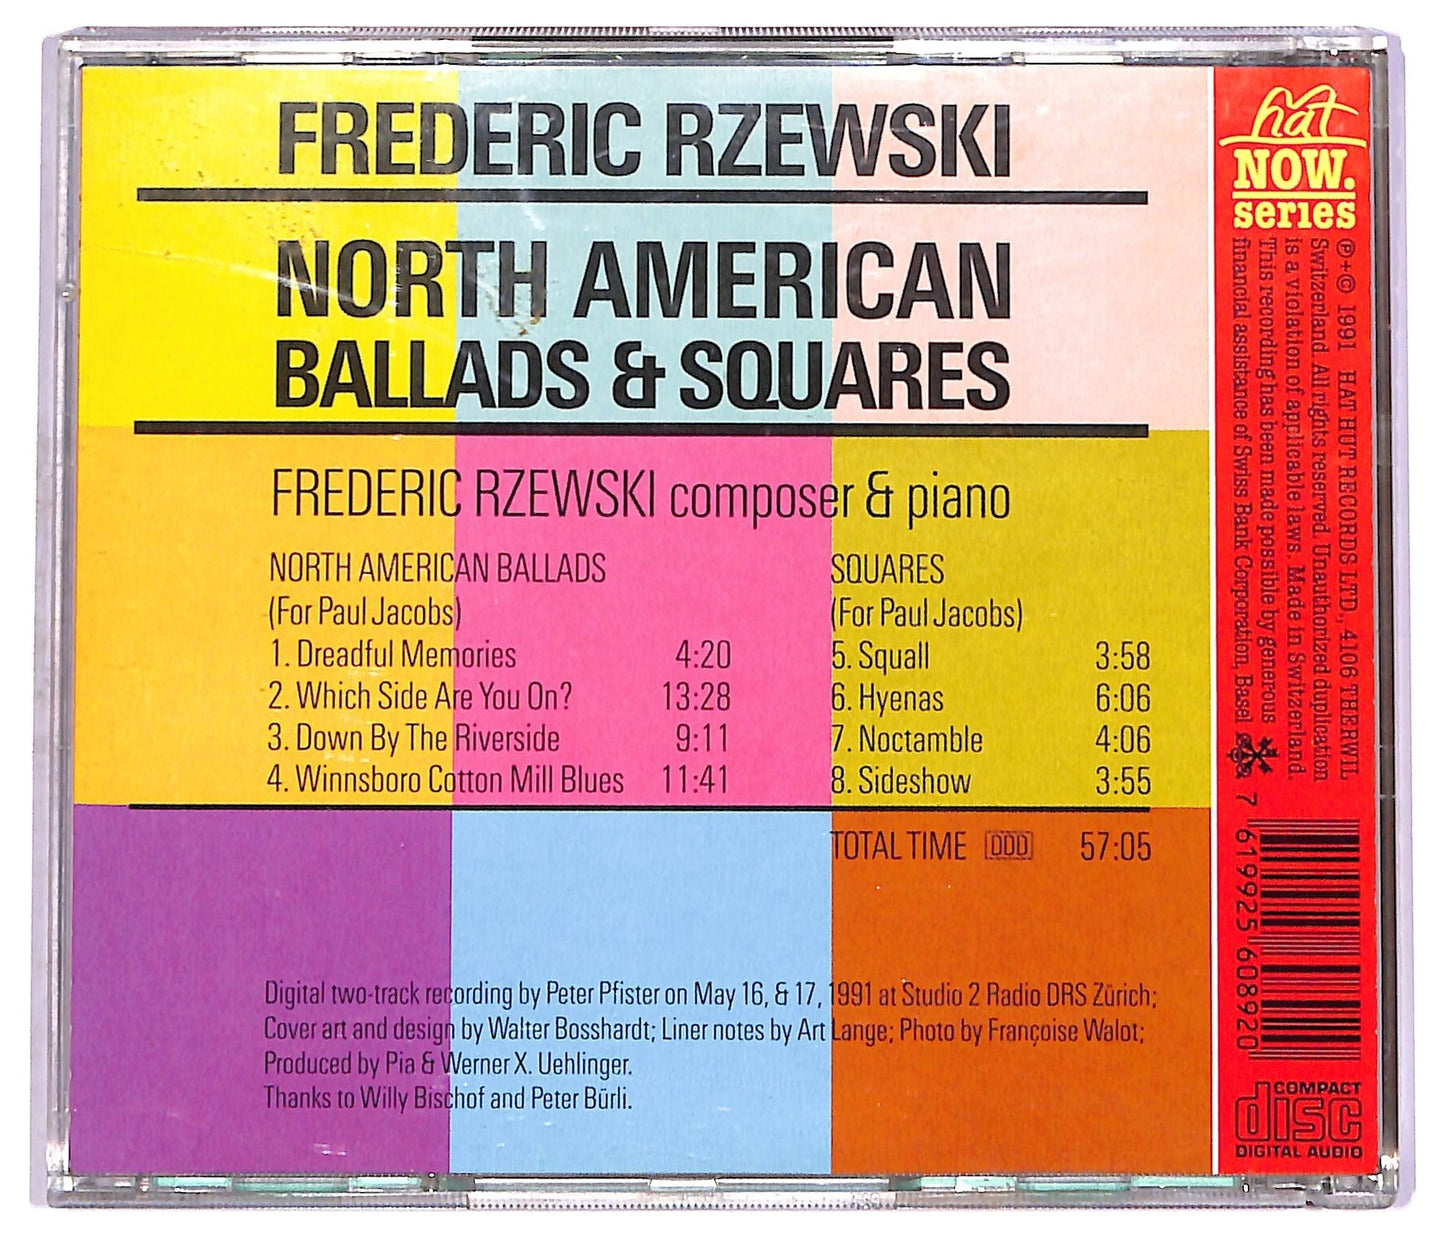 FREDERIC RZEWSKI
NORTH AMERICAN
BALLADS & SQUARES
FREDERIC RZEWSKI composer & piano
NORTH AMERICAN BALLADS
(For Paul Jacobs)
1. Dreadful Memories 4:20
2. Which Side Are You On? 13:28
3. Down By The Riverside 9:11
4. Winnsboro Cotton Mill Blues 11:41
SQUARES
(For Paul Jacobs)
5. Squall 3:58
6. Hyenas 6:06
7. Noctamble 4:06
8. Sideshow 3:55
TOTAL TIME DDD 57:05
Digital two-track recording by Peter Pfister on May 16, & 17, 1991 at Studio 2 Radio DRS Zürich;
Cover art and design by Walter Bosshardt; Liner notes by Art Lange; Photo by Françoise Walot;
Produced by Pia & Werner X. Uehlinger.
Thanks to Willy Bischof and Peter Bürli.
hat
NOW.
series
℗+© 1991 HAT HUT RECORDS LTD., 4106 THERWIL
Switzerland. All rights reserved. Unauthorized duplication
is a violation of applicable laws. Made in Switzerland.
This recording has been made possible by generous
financial assistance of Swiss Bank Corporation, Basel
7 619925 608920
COMPACT
disc
DIGITAL AUDIO